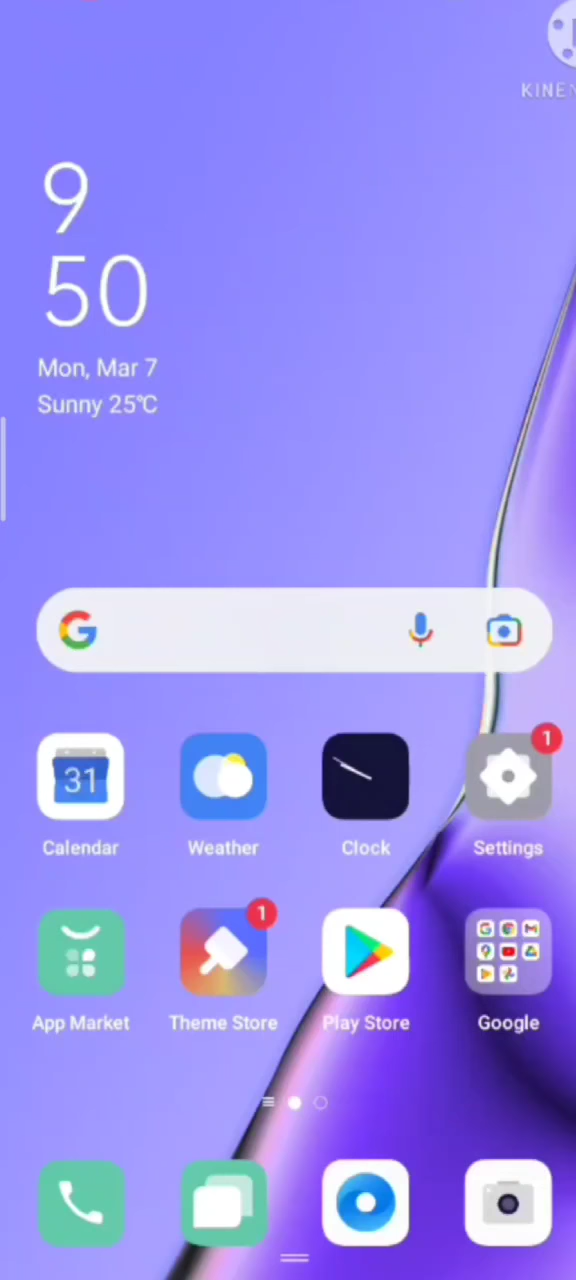 KINE
9
50
Mon, Mar 7
Sunny 25℃
G
31
1
Calendar
Weather
Clock
Settings
1
App Market
Theme Store
Play Store
Google